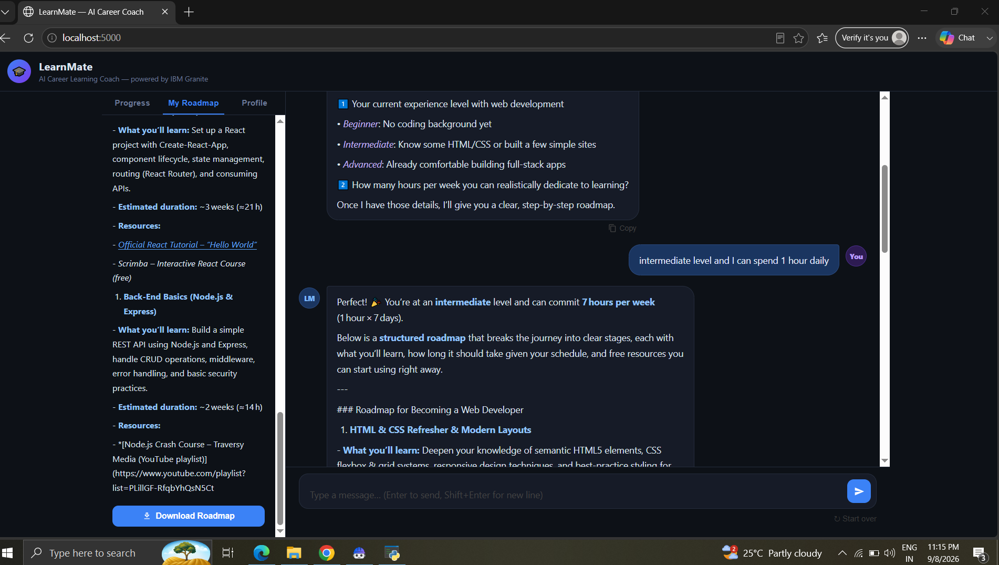 LearnMate — AI Career Coach
localhost:5000
Verify it's you
Chat
LearnMate
AI Career Learning Coach — powered by IBM Granite
Progress
My Roadmap
Profile
- What you’ll learn: Set up a React
project with Create-React-App,
component lifecycle, state management,
routing (React Router), and consuming
APIs.
- Estimated duration: ~3 weeks (≈21 h)
- Resources:
- Official React Tutorial – “Hello World”
- Scrimba – Interactive React Course
(free)
1. Back-End Basics (Node.js &
Express)
- What you’ll learn: Build a simple
REST API using Node.js and Express,
handle CRUD operations, middleware,
error handling, and basic security
practices.
- Estimated duration: ~2 weeks (≈14 h)
- Resources:
- *[Node.js Crash Course – Traversy
Media (YouTube playlist)]
(https://www.youtube.com/playlist?
list=PLillGF-RfqbYhQsN5Ct
Download Roadmap
1 Your current experience level with web development
• Beginner: No coding background yet
• Intermediate: Know some HTML/CSS or built a few simple sites
• Advanced: Already comfortable building full-stack apps
2 How many hours per week you can realistically dedicate to learning?
Once I have those details, I’ll give you a clear, step-by-step roadmap.
Copy
intermediate level and I can spend 1 hour daily
You
LM
Perfect! 🎉 You’re at an intermediate level and can commit 7 hours per week
(1 hour × 7 days).
Below is a structured roadmap that breaks the journey into clear stages, each with
what you’ll learn, how long it should take given your schedule, and free resources you
can start using right away.
---
### Roadmap for Becoming a Web Developer
1. HTML & CSS Refresher & Modern Layouts
- What you’ll learn: Deepen your knowledge of semantic HTML5 elements, CSS
flexbox & grid systems, responsive design techniques, and best-practice styling for
Type a message... (Enter to send, Shift+Enter for new line)
↻ Start over
Type here to search
2
25°C Partly cloudy
ENG
IN
11:15 PM
9/8/2026
3